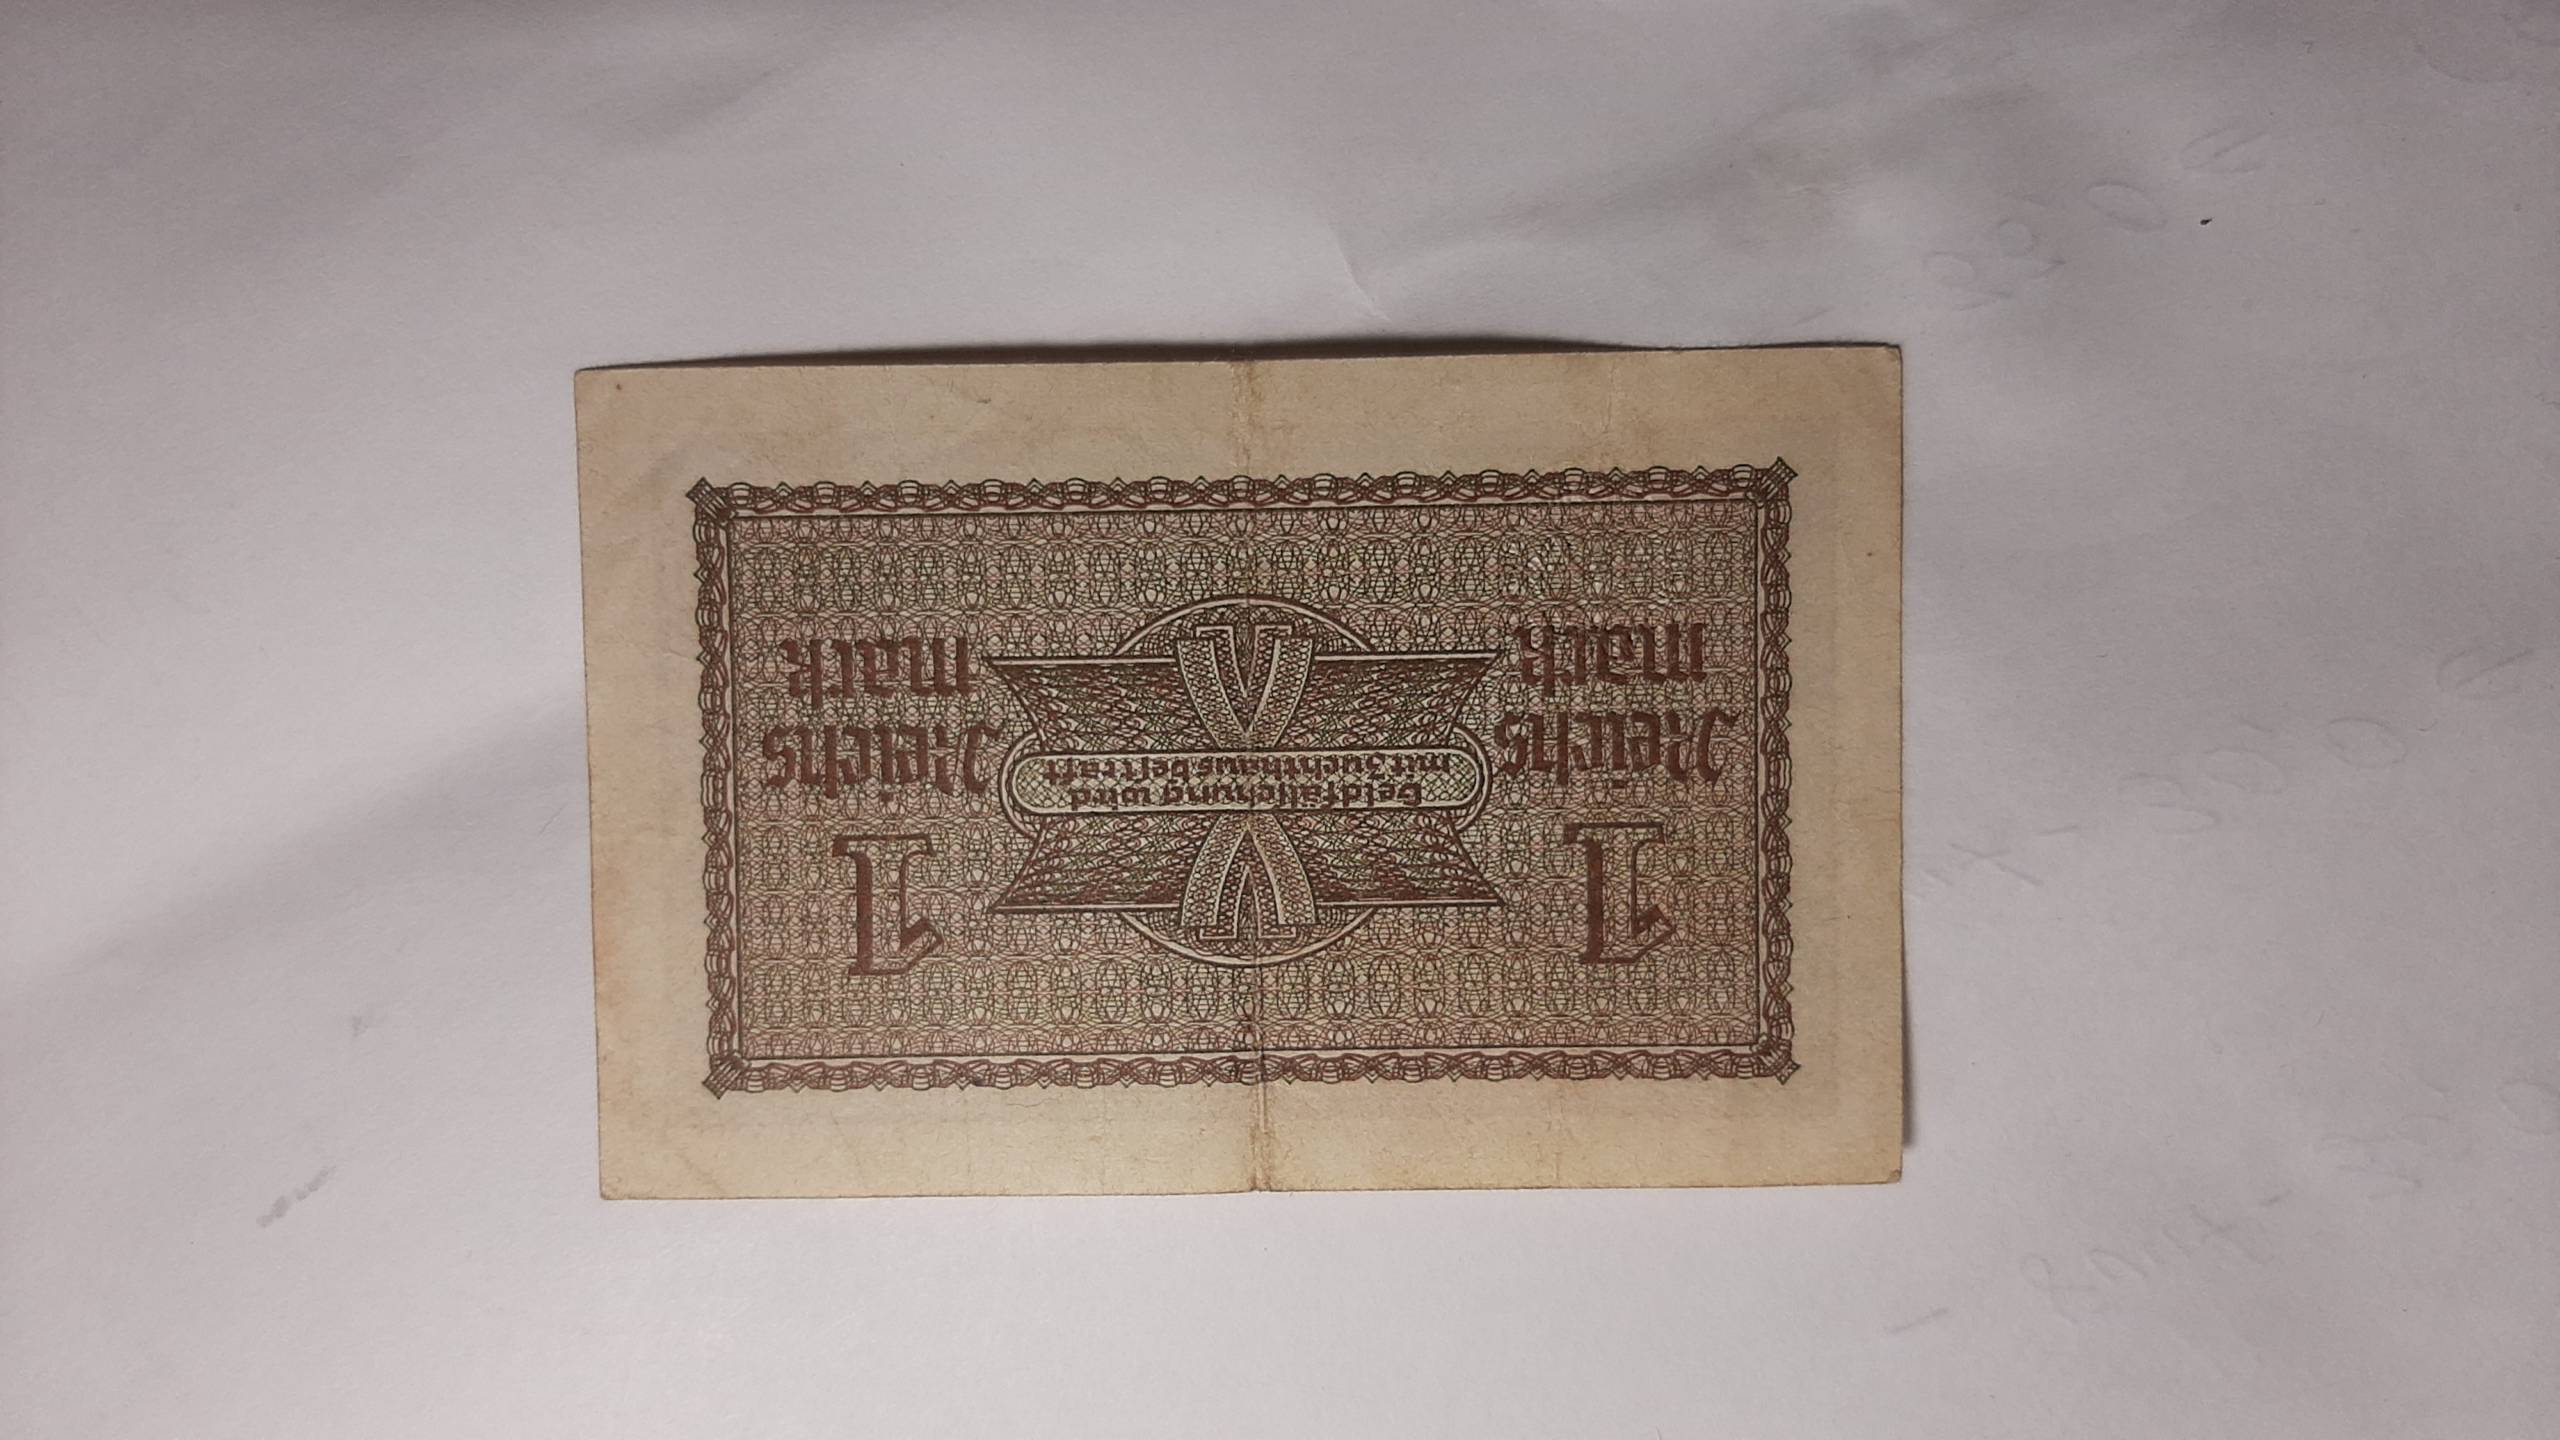 1
Reichs
mark
Geldfälschung wird
mit Zuchthaus bestraft
1
Reichs
mark